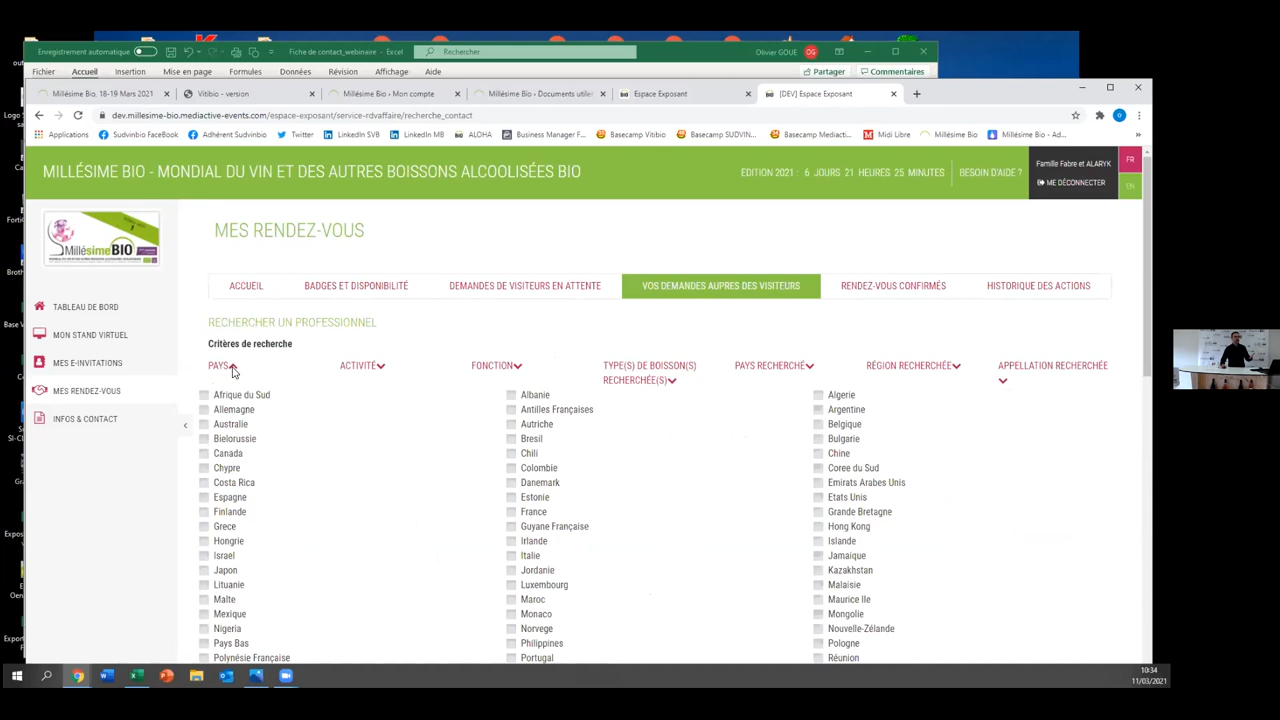 Enregistrement automatique
Fiche de contact_webinaire - Excel
Rechercher
Olivier GOUE
OG
Fichier Accueil Insertion Mise en page Formules Données Révision Affichage Aide
Partager Commentaires
Millésime Bio, 18-19 Mars 2021
Vitibio - version
Millésime Bio › Mon compte
Millésime Bio › Documents utiles
Espace Exposant
[DEV] Espace Exposant
dev.millesime-bio.mediactive-events.com/espace-exposant/service-rdvaffaire/recherche_contact
Applications Sudvinbio FaceBook Adhérent Sudvinbio Twitter LinkedIn SVB LinkedIn MB ALOHA Business Manager F... Basecamp Vitibio Basecamp SUDVIN... Basecamp Mediacti... Midi Libre Millésime Bio Millésime Bio - Ad...
MILLÉSIME BIO - MONDIAL DU VIN ET DES AUTRES BOISSONS ALCOOLISÉES BIO
EDITION 2021 : 6 JOURS 21 HEURES 25 MINUTES
BESOIN D'AIDE ?
Famille Fabre et ALARYK
ME DÉCONNECTER
FR
EN
MillésimeBIO
TABLEAU DE BORD
MON STAND VIRTUEL
MES E-INVITATIONS
MES RENDEZ-VOUS
INFOS & CONTACT
MES RENDEZ-VOUS
ACCUEIL BADGES ET DISPONIBILITÉ DEMANDES DE VISITEURS EN ATTENTE VOS DEMANDES AUPRES DES VISITEURS RENDEZ-VOUS CONFIRMÉS HISTORIQUE DES ACTIONS
RECHERCHER UN PROFESSIONNEL
Critères de recherche
PAYS ACTIVITÉ FONCTION TYPE(S) DE BOISSON(S) PAYS RECHERCHÉ RÉGION RECHERCHÉE APPELLATION RECHERCHÉE
RECHERCHÉE(S)
Afrique du Sud Albanie Algerie
Allemagne Antilles Françaises Argentine
Australie Autriche Belgique
Bielorussie Bresil Bulgarie
Canada Chili Chine
Chypre Colombie Coree du Sud
Costa Rica Danemark Emirats Arabes Unis
Espagne Estonie Etats Unis
Finlande France Grande Bretagne
Grece Guyane Française Hong Kong
Hongrie Irlande Islande
Israel Italie Jamaique
Japon Jordanie Kazakhstan
Lituanie Luxembourg Malaisie
Malte Maroc Maurice Ile
Mexique Monaco Mongolie
Nigeria Norvege Nouvelle-Zélande
Pays Bas Philippines Pologne
Polynésie Française Portugal Réunion
10:34
11/03/2021